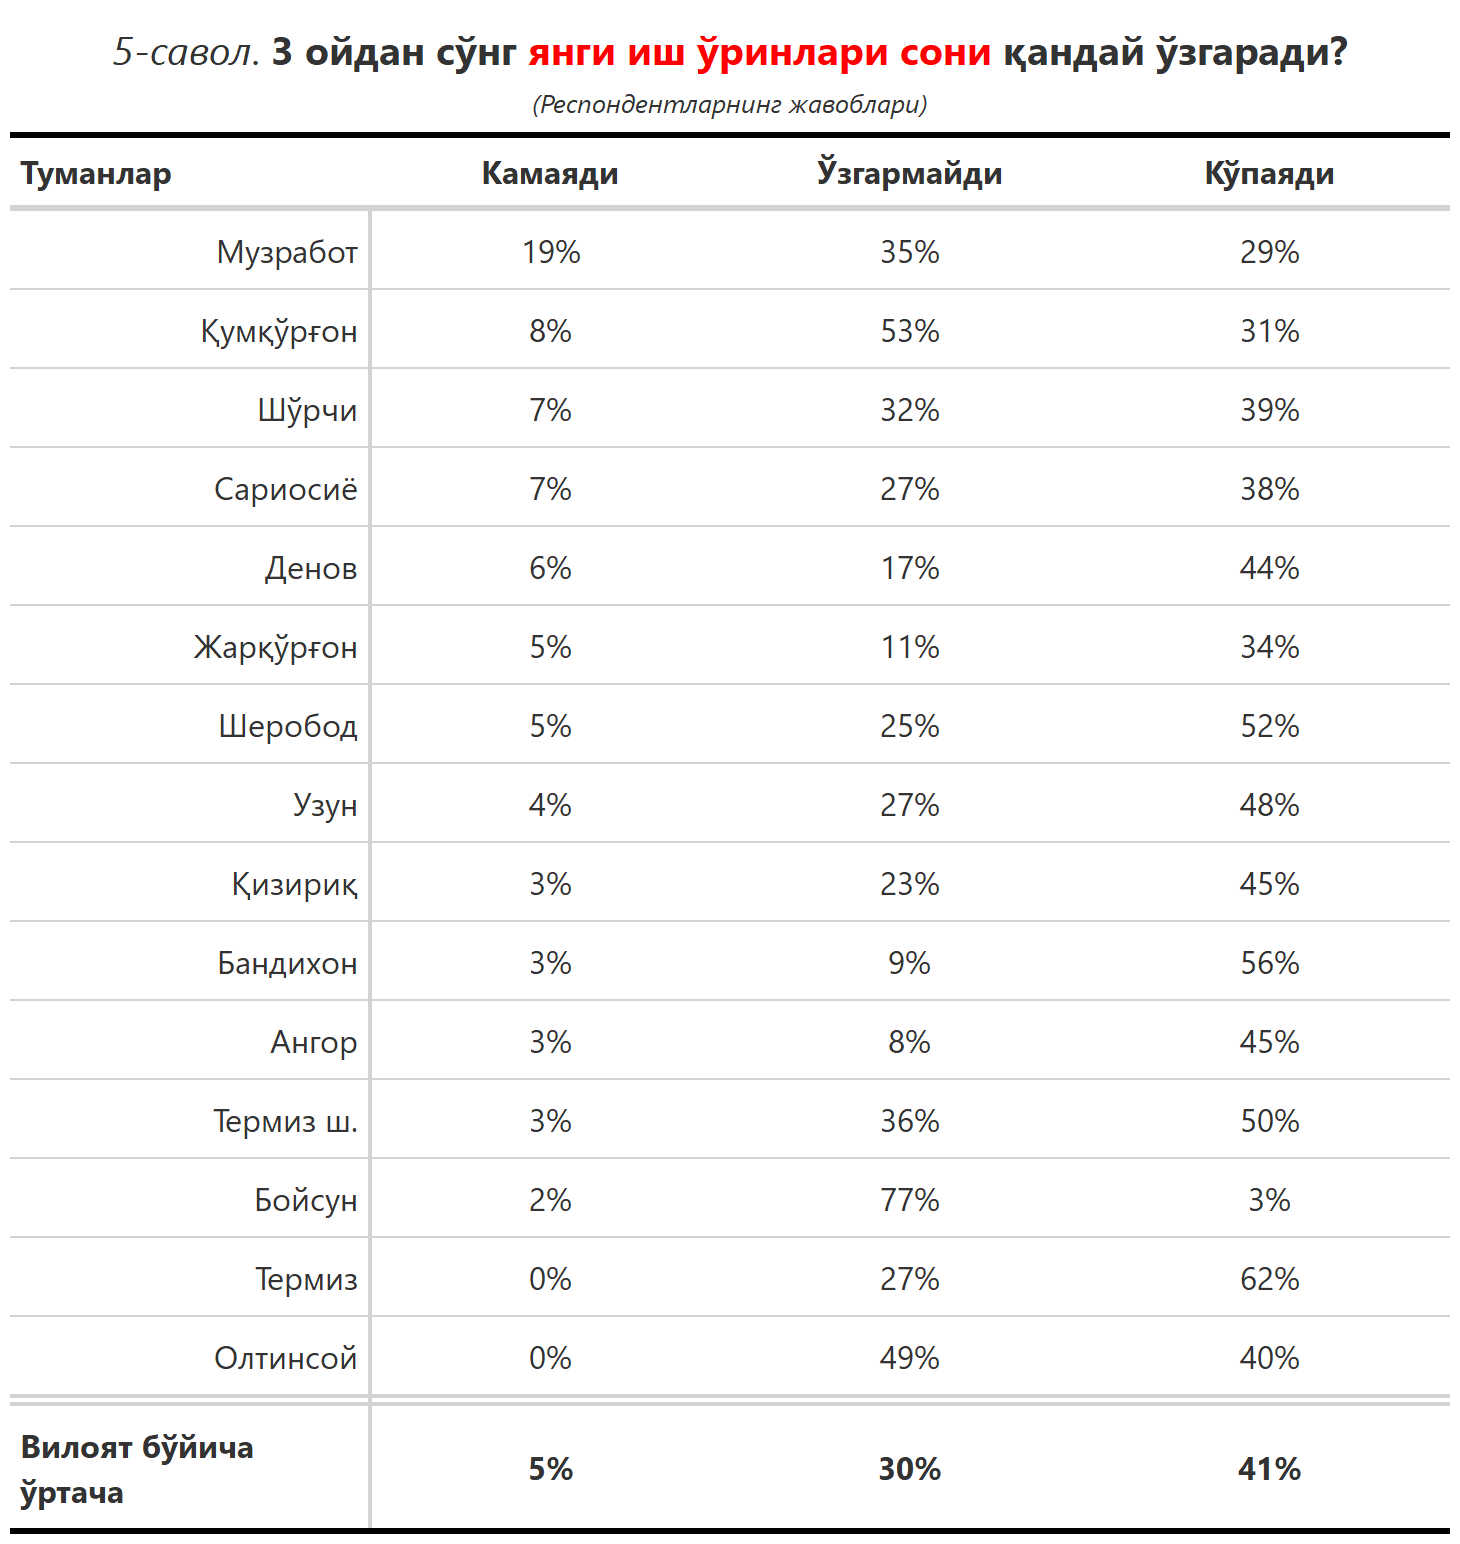 5-савол. 3 ойдан сўнг янги иш ўринлари сони қандай ўзгаради?
(Респондентларнинг жавоблари)
Туманлар Камаяди Ўзгармайди Кўпаяди
Музработ 19% 35% 29%
Қумқўрғон 8% 53% 31%
Шўрчи 7% 32% 39%
Сариосиё 7% 27% 38%
Денов 6% 17% 44%
Жарқўрғон 5% 11% 34%
Шеробод 5% 25% 52%
Узун 4% 27% 48%
Қизириқ 3% 23% 45%
Бандихон 3% 9% 56%
Ангор 3% 8% 45%
Термиз ш. 3% 36% 50%
Бойсун 2% 77% 3%
Термиз 0% 27% 62%
Олтинсой 0% 49% 40%
Вилоят бўйича
ўртача 5% 30% 41%